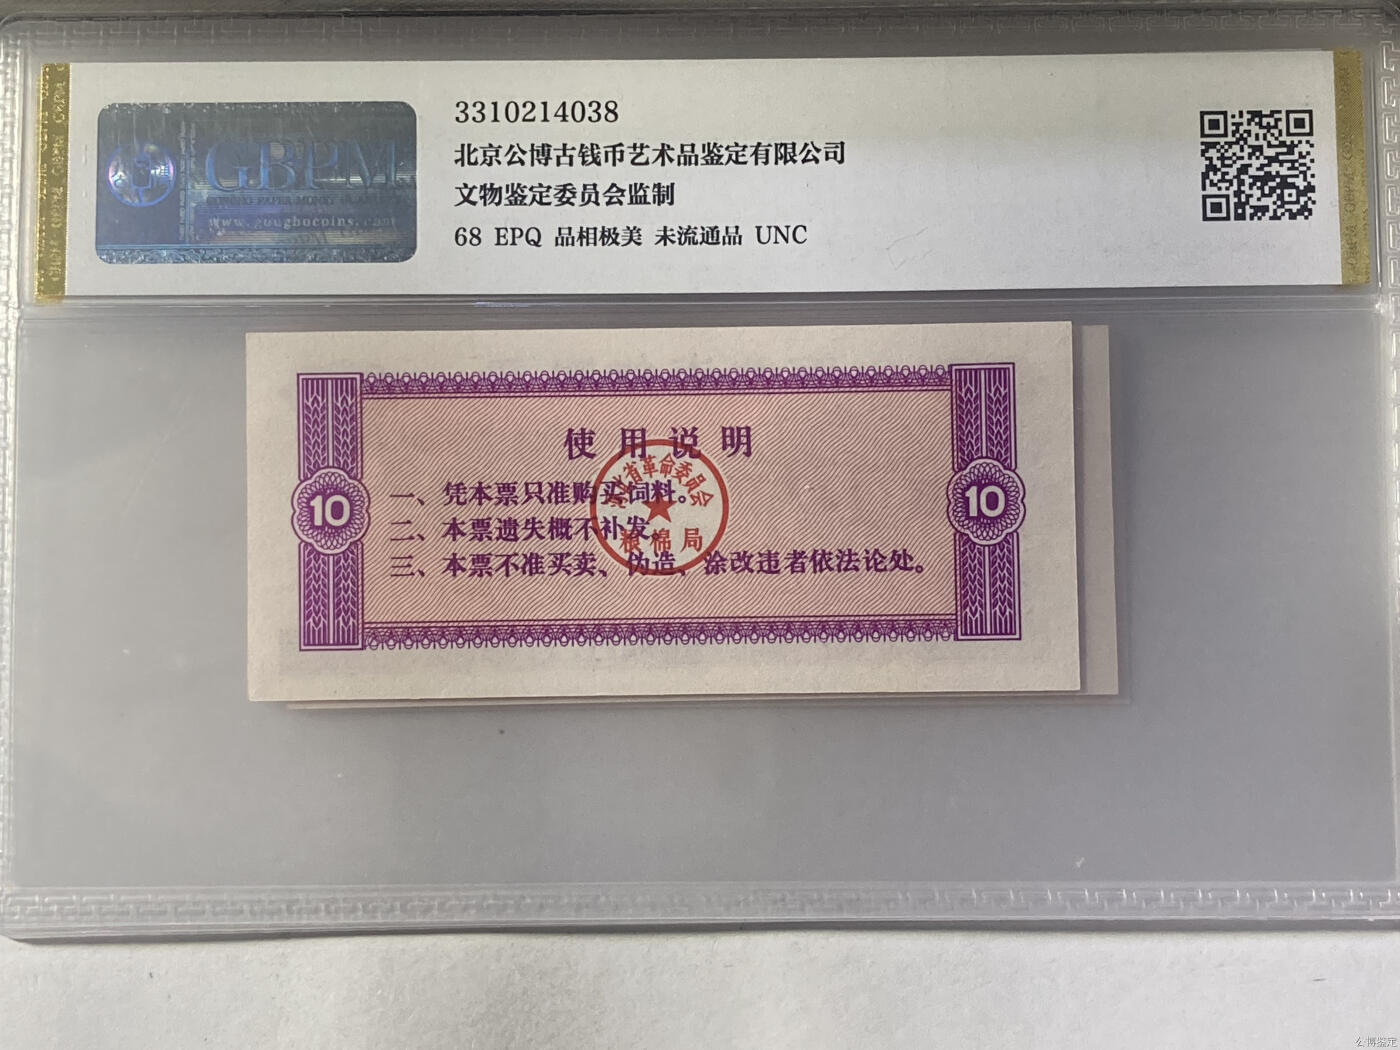 3310214038
北京公博古钱币艺术品鉴定有限公司
文物鉴定委员会监制
68 EPQ 品相极美 未流通品 UNC
GBPM
www.gongbocoins.com
使用说明
一、凭本票只准购买饲料。
二、本票遗失概不补发。
三、本票不准买卖、伪造、涂改违者依法论处。
10
10
省革命委员会
粮棉局
公博鉴定